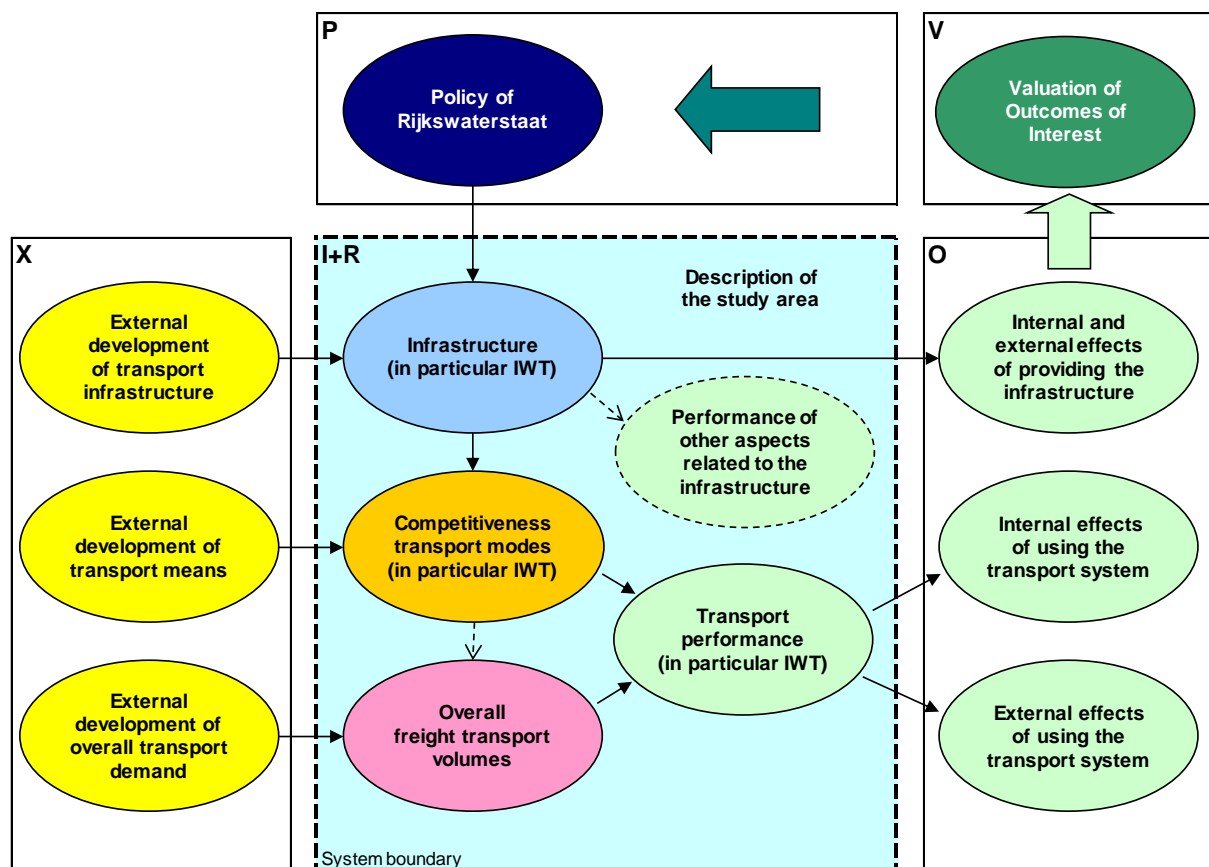 P
Policy of
Rijkswaterstaat
V
Valuation of
Outcomes of
Interest
X
External
development
of transport
infrastructure
External
development of
transport means
External
development of
overall transport
demand
I+R
Description of
the study area
Infrastructure
(in particular IWT)
Performance of
other aspects
related to the
infrastructure
Competitiveness
transport modes
(in particular IWT)
Transport
performance
(in particular IWT)
Overall
freight transport
volumes
System boundary
O
Internal and
external effects
of providing the
infrastructure
Internal effects
of using the
transport system
External effects
of using the
transport system